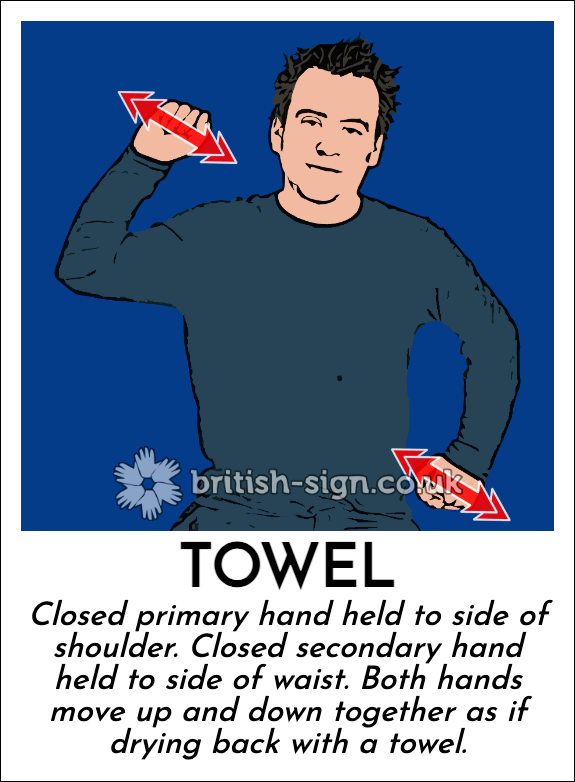 british-sign.co.uk
TOWEL
Closed primary hand held to side of
shoulder. Closed secondary hand
held to side of waist. Both hands
move up and down together as if
drying back with a towel.